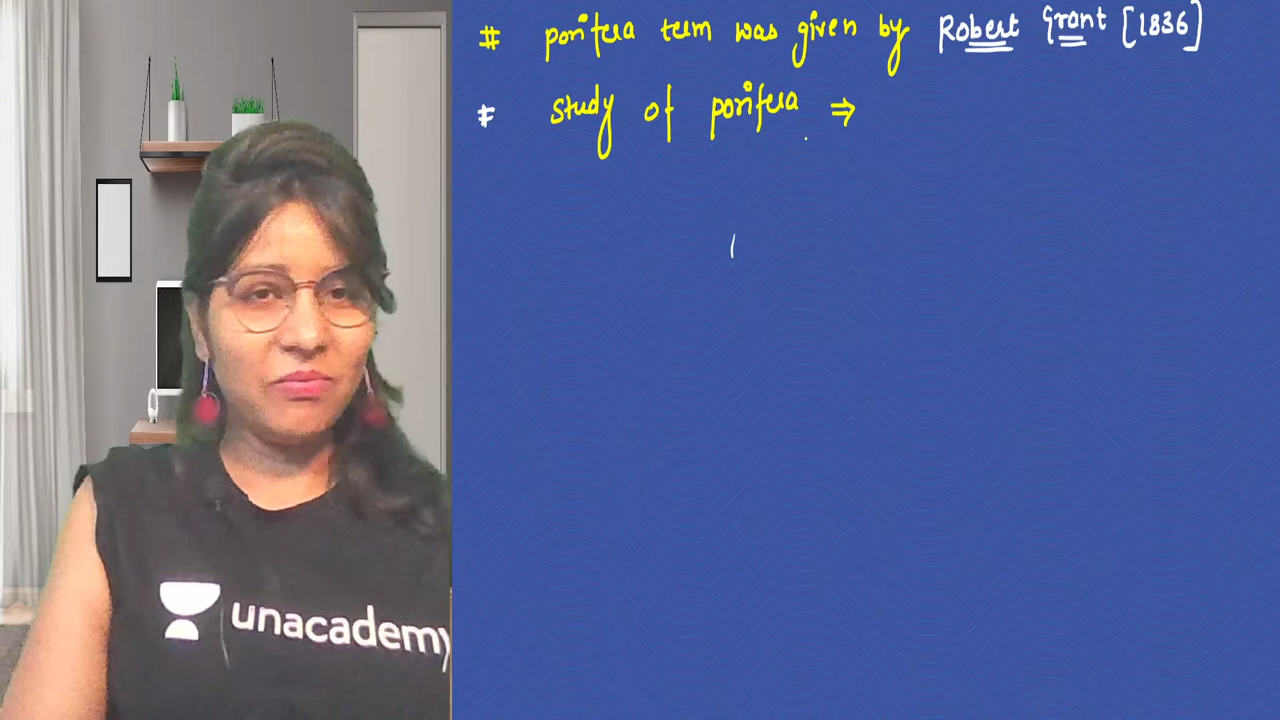 # porifera term was given by Robert Grant [1836]
# study of porifera ⇒
unacademy